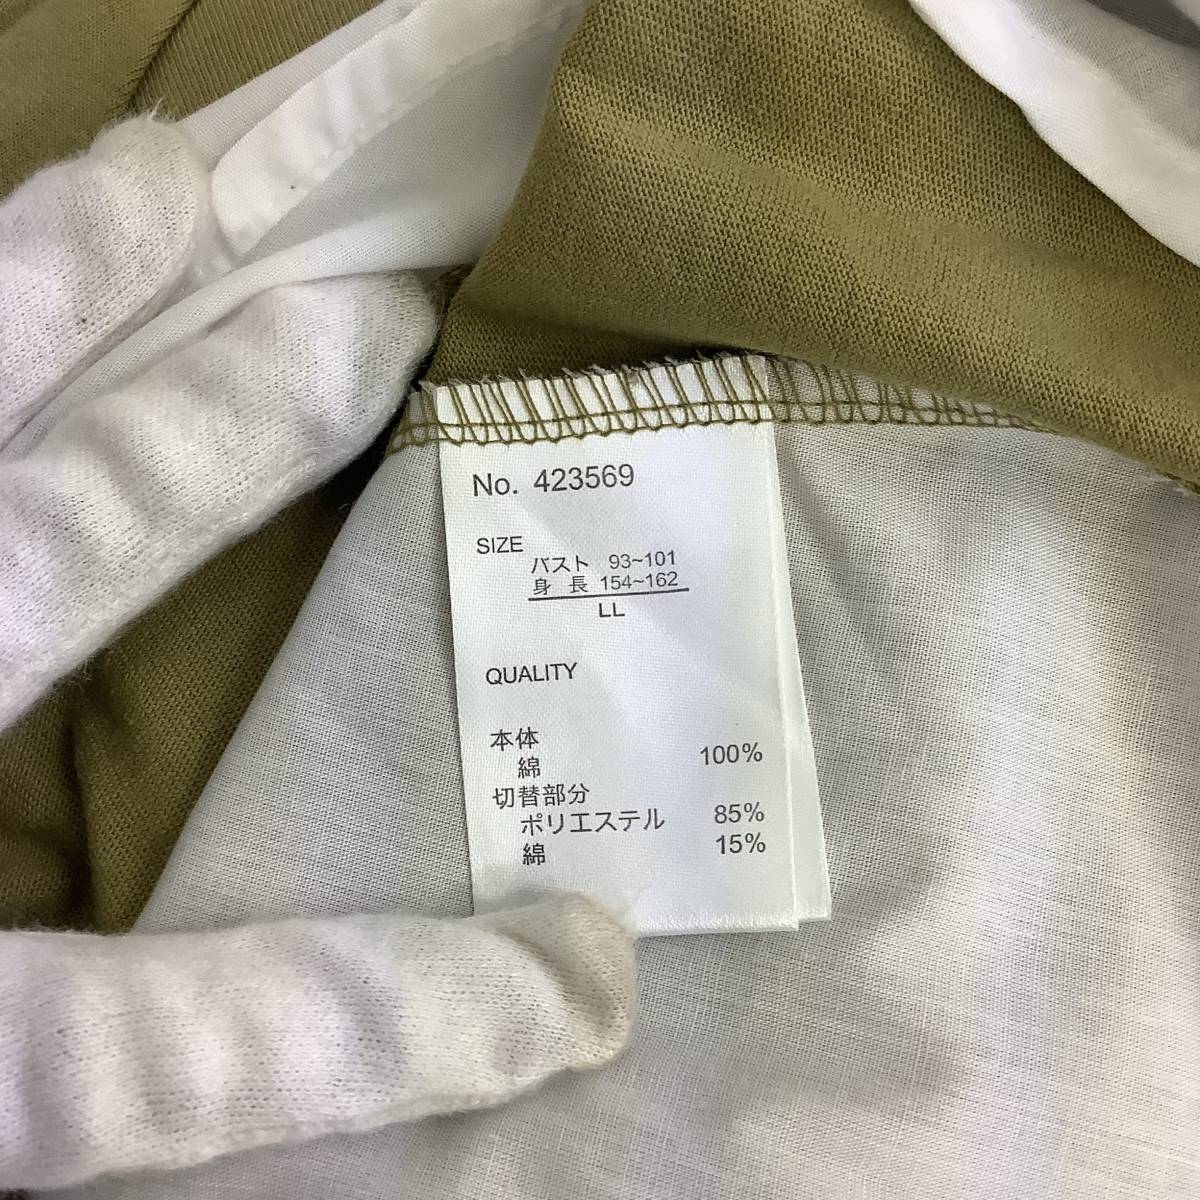 No. 423569
SIZE
バスト 93~101
身 長 154~162
LL
QUALITY
本体
綿 100%
切替部分
ポリエステル 85%
綿 15%